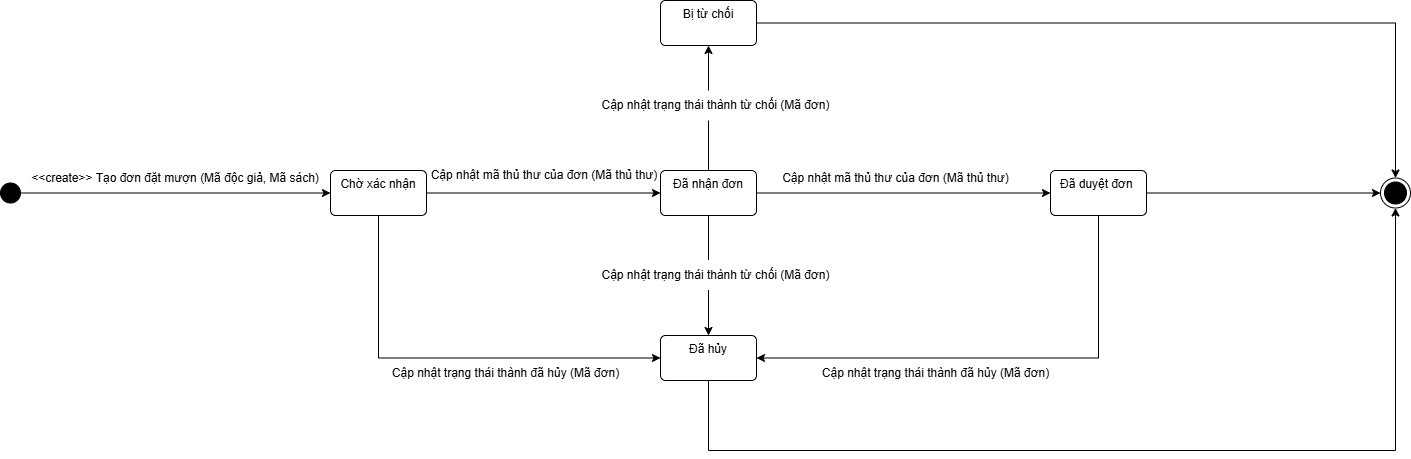 Bị từ chối
Cập nhật trạng thái thành từ chối (Mã đơn)
<<create>> Tạo đơn đặt mượn (Mã độc giả, Mã sách)
Chờ xác nhận
Cập nhật mã thủ thư của đơn (Mã thủ thư)
Đã nhận đơn
Cập nhật mã thủ thư của đơn (Mã thủ thư)
Đã duyệt đơn
Cập nhật trạng thái thành từ chối (Mã đơn)
Đã hủy
Cập nhật trạng thái thành đã hủy (Mã đơn)
Cập nhật trạng thái thành đã hủy (Mã đơn)